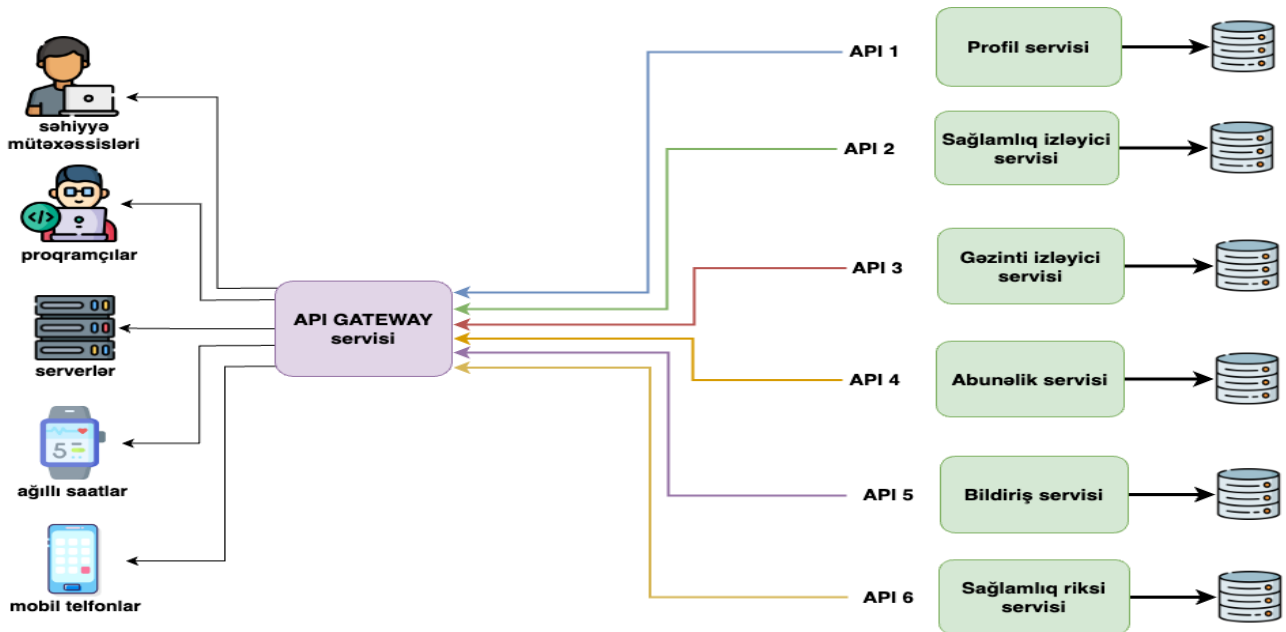 səhiyyə
mütəxəssisləri
proqramçılar
serverlər
ağıllı saatlar
5
mobil telfonlar
API GATEWAY
servisi
API 1
Profil servisi
API 2
Sağlamlıq izləyici
servisi
API 3
Gəzinti izləyici
servisi
API 4
Abunəlik servisi
API 5
Bildiriş servisi
API 6
Sağlamlıq riksi
servisi